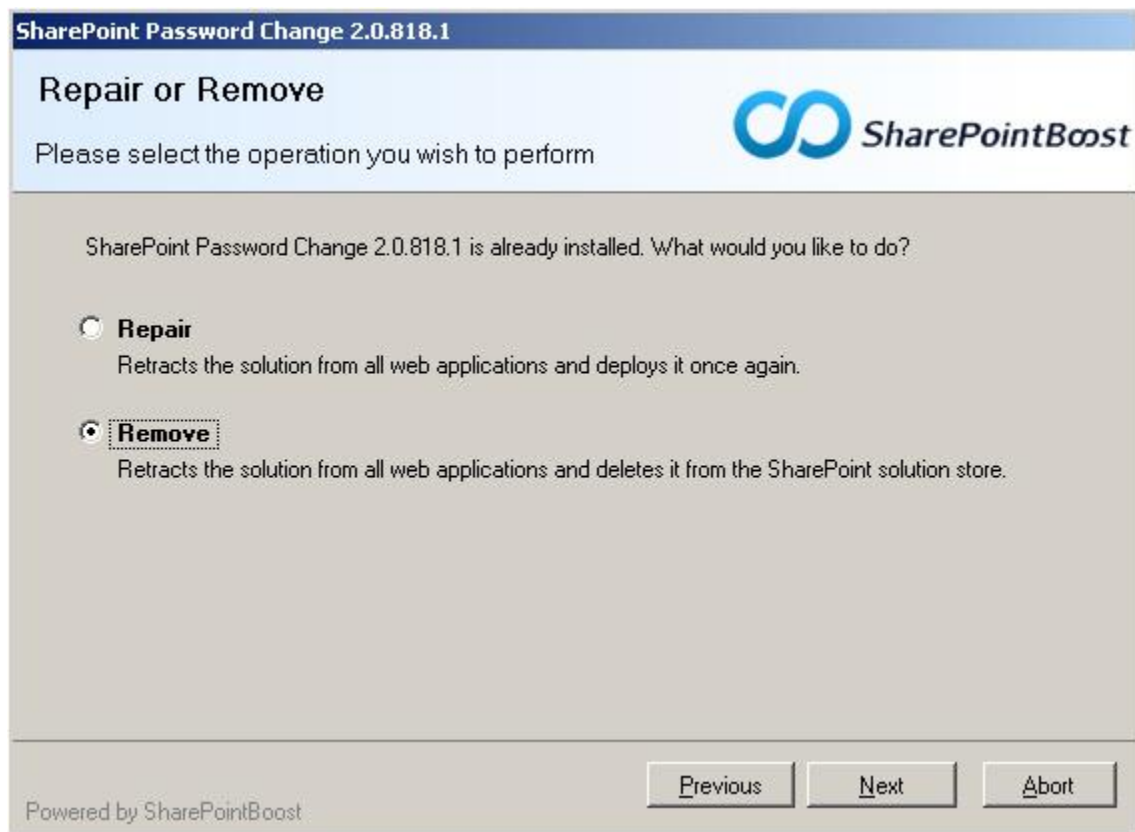 SharePoint Password Change 2.0.818.1
Repair or Remove
Please select the operation you wish to perform
SharePointBoost
SharePoint Password Change 2.0.818.1 is already installed. What would you like to do?
Repair
Retracts the solution from all web applications and deploys it once again.
Remove
Retracts the solution from all web applications and deletes it from the SharePoint solution store.
Previous
Next
Abort
Powered by SharePointBoost